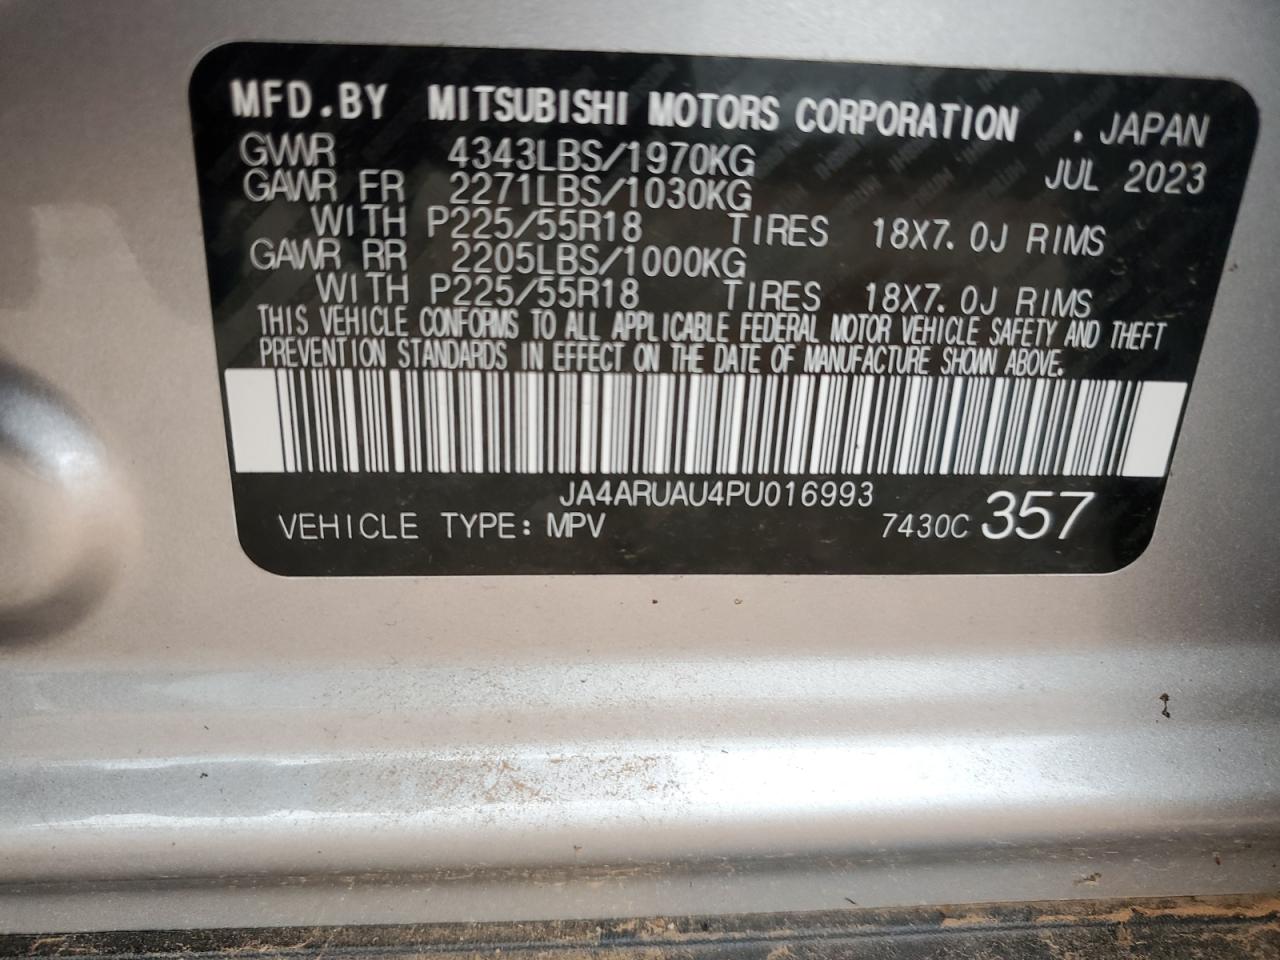 MFD.BY MITSUBISHI MOTORS CORPORATION . JAPAN
GVWR 4343LBS/1970KG JUL 2023
GAWR FR 2271LBS/1030KG
WITH P225/55R18 TIRES 18X7.0J RIMS
GAWR RR 2205LBS/1000KG
WITH P225/55R18 TIRES 18X7.0J RIMS
THIS VEHICLE CONFORMS TO ALL APPLICABLE FEDERAL MOTOR VEHICLE SAFETY AND THEFT
PREVENTION STANDARDS IN EFFECT ON THE DATE OF MANUFACTURE SHOWN ABOVE.
JA4ARUAU4PU016993
VEHICLE TYPE: MPV 7430C 357